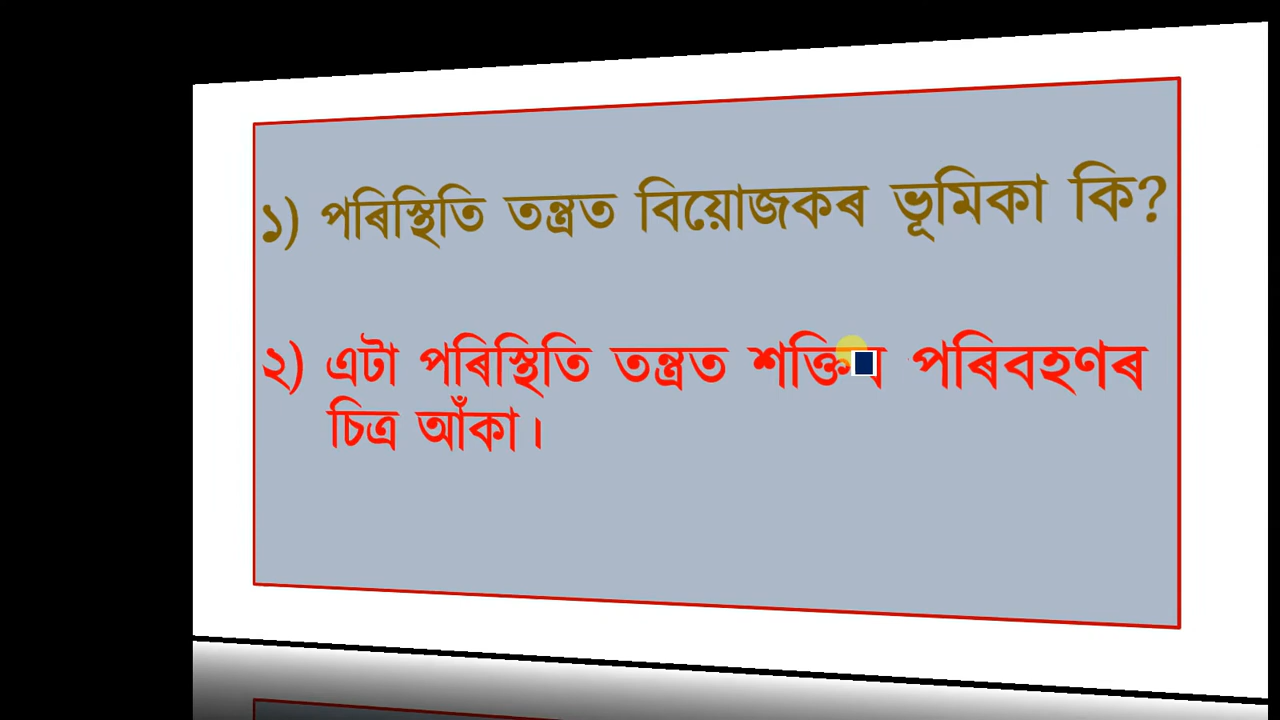 ১) পৰিস্থিতি তন্ত্ৰত বিয়োজকৰ ভূমিকা কি?
২) এটা পৰিস্থিতি তন্ত্ৰত পৰিবহণৰ
চিত্ৰ আঁকা।